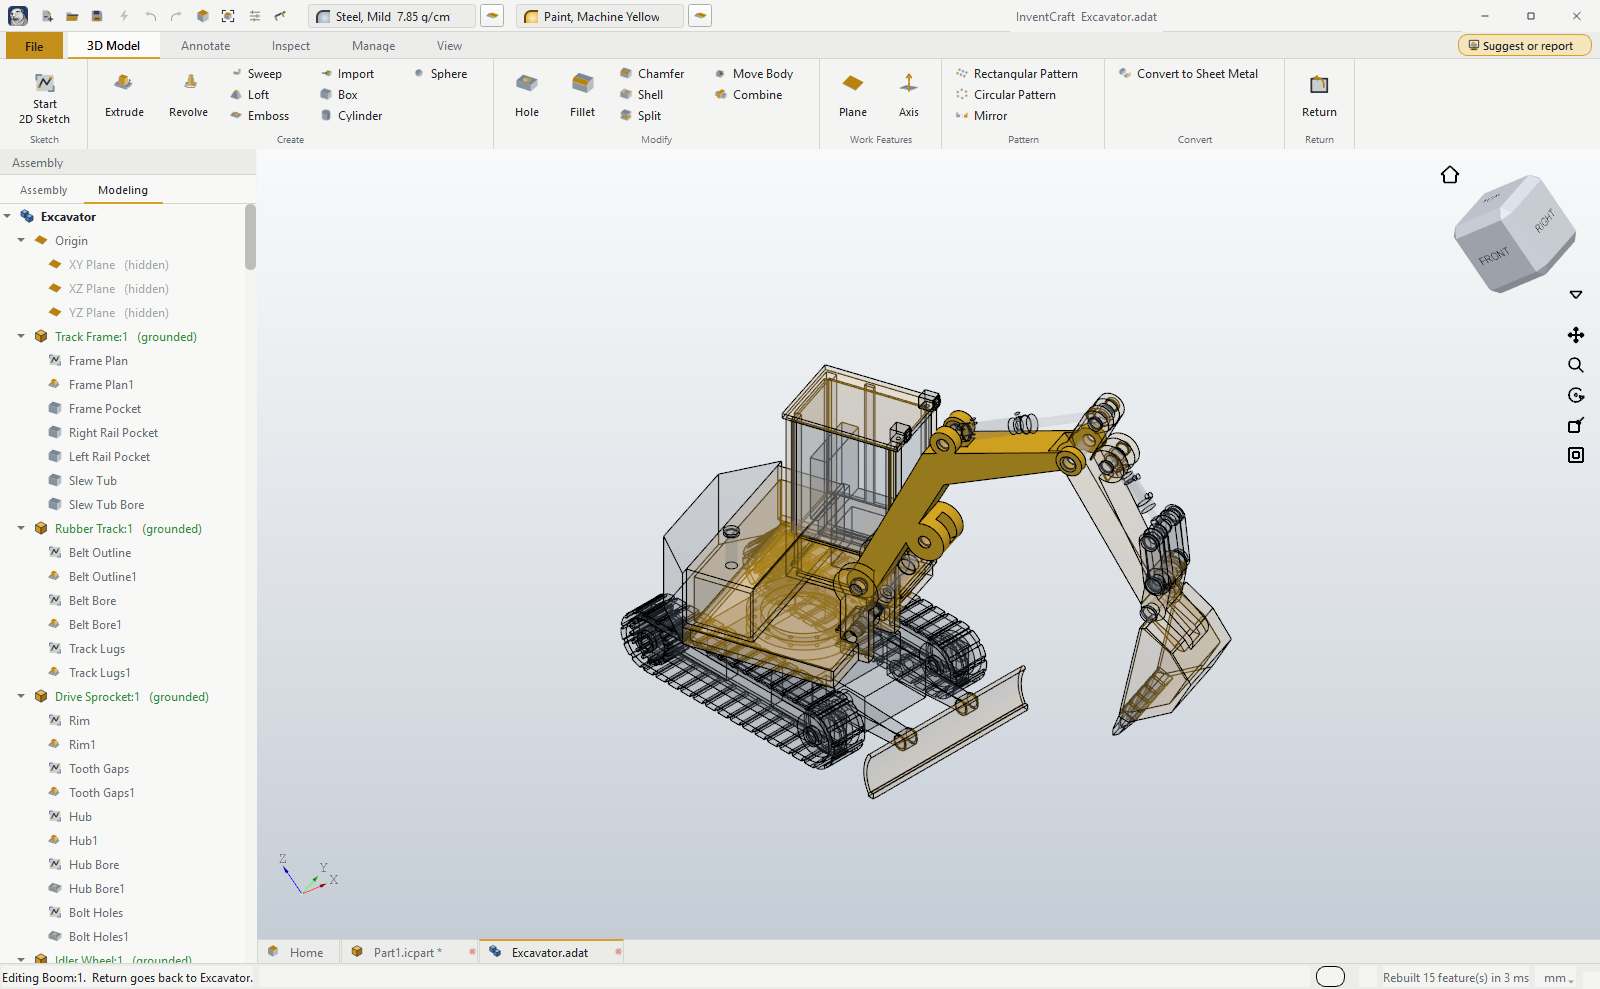 Steel, Mild 7.85 g/cm
Paint, Machine Yellow
InventCraft Excavator.adat
File
3D Model
Annotate
Inspect
Manage
View
Suggest or report
Start
2D Sketch
Sketch
Extrude
Revolve
Sweep
Loft
Emboss
Import
Box
Cylinder
Sphere
Create
Hole
Fillet
Chamfer
Shell
Split
Move Body
Combine
Modify
Plane
Axis
Work Features
Rectangular Pattern
Circular Pattern
Mirror
Pattern
Convert to Sheet Metal
Convert
Return
Return
Assembly
Assembly
Modeling
Excavator
Origin
XY Plane (hidden)
XZ Plane (hidden)
YZ Plane (hidden)
Track Frame:1 (grounded)
Frame Plan
Frame Plan1
Frame Pocket
Right Rail Pocket
Left Rail Pocket
Slew Tub
Slew Tub Bore
Rubber Track:1 (grounded)
Belt Outline
Belt Outline1
Belt Bore
Belt Bore1
Track Lugs
Track Lugs1
Drive Sprocket:1 (grounded)
Rim
Rim1
Tooth Gaps
Tooth Gaps1
Hub
Hub1
Hub Bore
Hub Bore1
Bolt Holes
Bolt Holes1
Idler Wheel:1 (grounded)
FRONT
RIGHT
Z
Y
X
Home
Part1.icpart *
Excavator.adat
Editing Boom:1. Return goes back to Excavator.
Rebuilt 15 feature(s) in 3 ms
mm